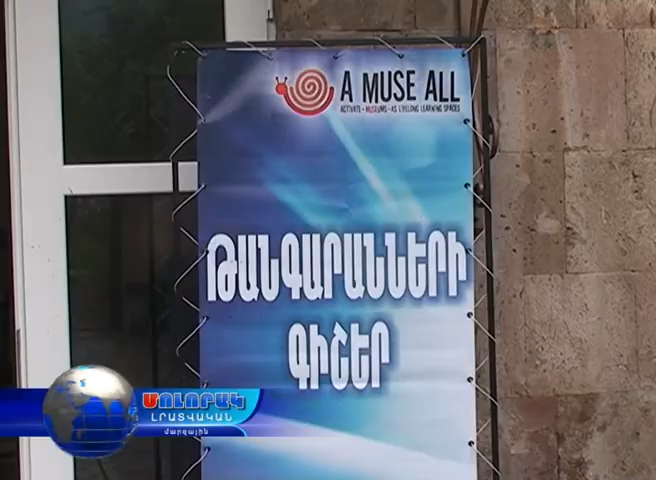 A MUSE ALL
ACTIVATE - MUSEUMS - AS LIFELONG LEARNING SPACES
ԹԱՆԳԱՐԱՆՆԵՐԻ
ԳԻՇԵՐ
ՄՈԼՈՐԱԿ
ԼՐԱՏՎԱԿԱՆ
մարզային